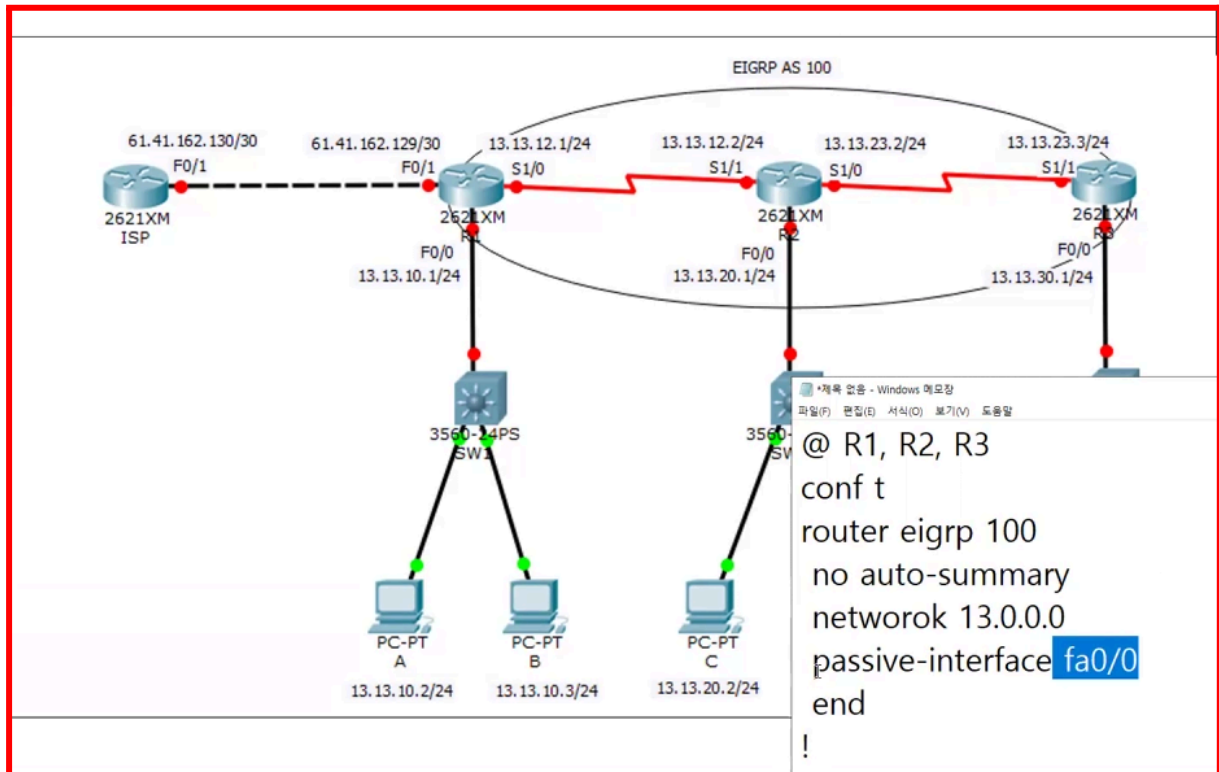 EIGRP AS 100
61.41.162.130/30
61.41.162.129/30
13.13.12.1/24
13.13.12.2/24
13.13.23.2/24
13.13.23.3/24
F0/1
F0/1
S1/0
S1/1
S1/0
S1/1
2621XM
ISP
2621XM
R1
2621XM
R2
2621XM
R3
F0/0
13.13.10.1/24
F0/0
13.13.20.1/24
F0/0
13.13.30.1/24
3560-24PS
SW1
3560-
SW
PC-PT
A
13.13.10.2/24
PC-PT
B
13.13.10.3/24
PC-PT
C
13.13.20.2/24
*제목 없음 - Windows 메모장
파일(F) 편집(E) 서식(O) 보기(V) 도움말
@ R1, R2, R3
conf t
router eigrp 100
no auto-summary
networok 13.0.0.0
passive-interface fa0/0
end
!